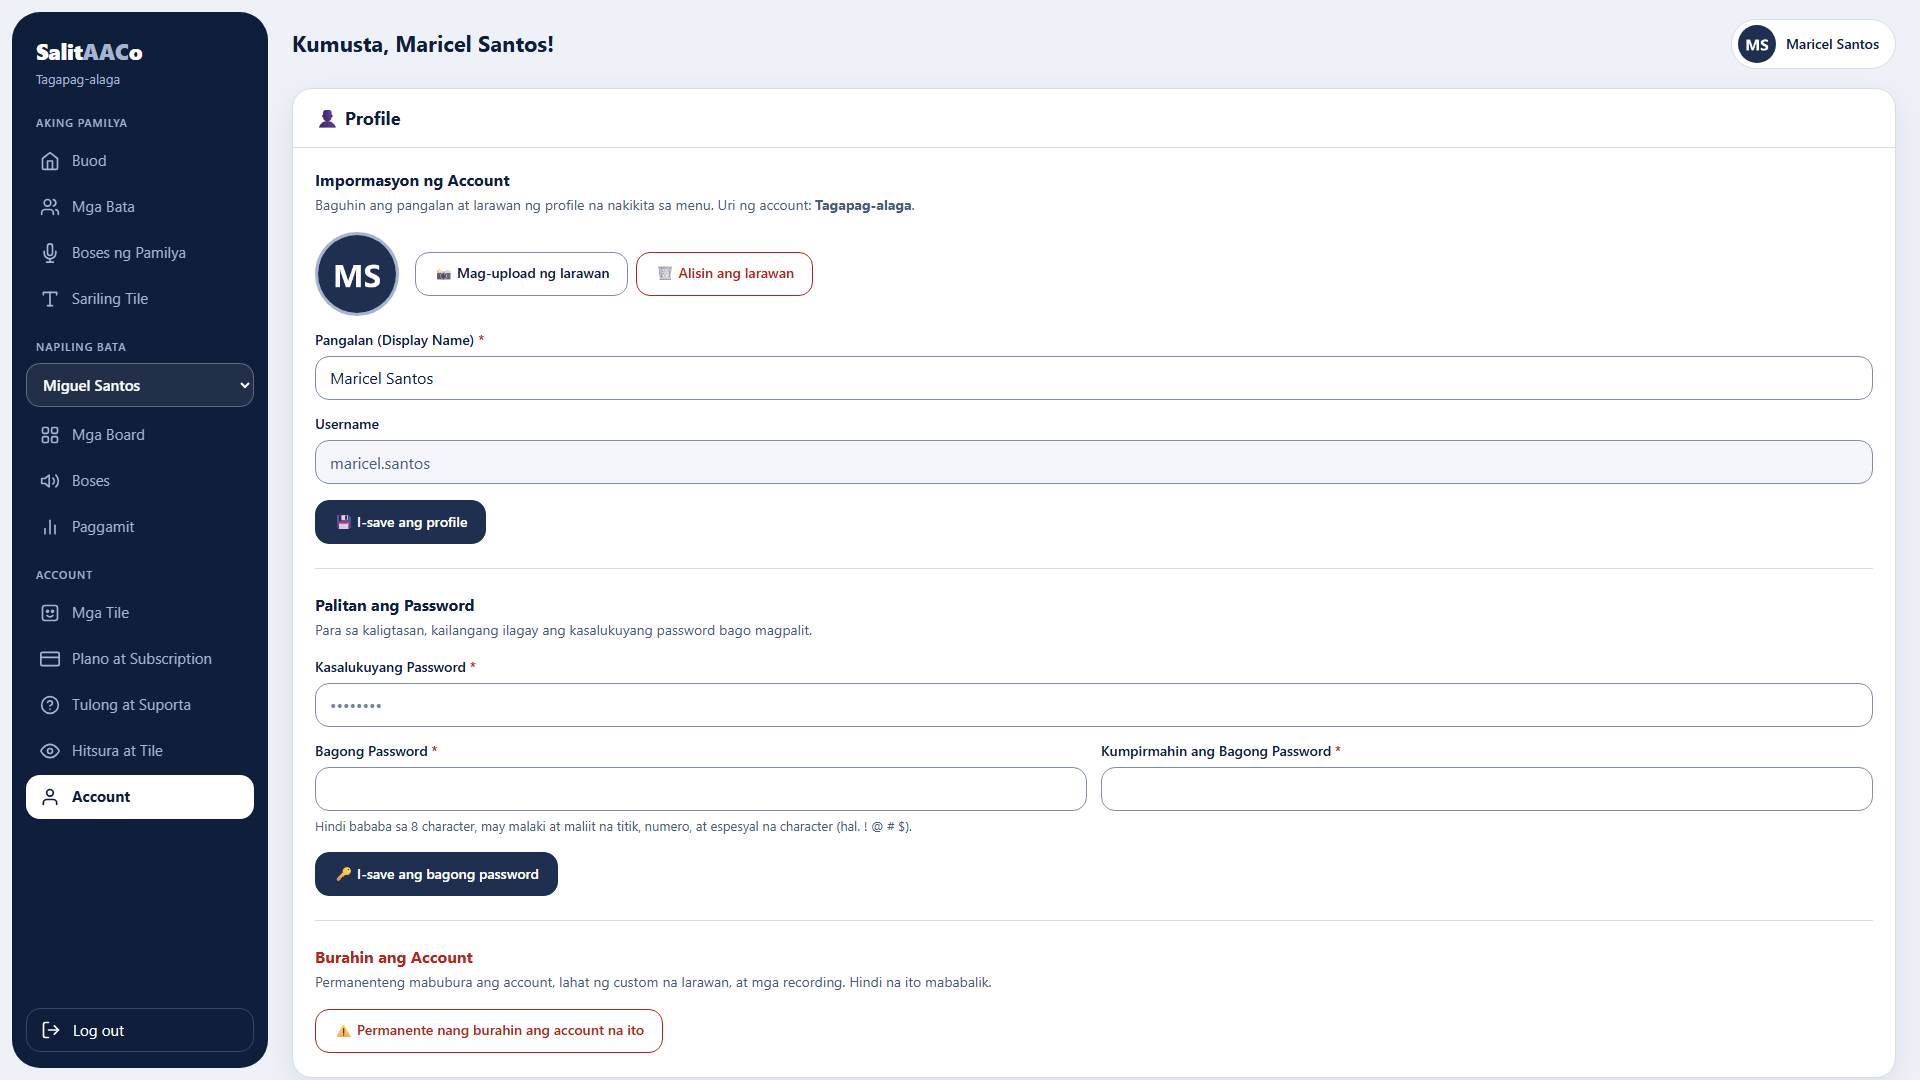 SalitAACo
Tagapag-alaga
AKING PAMILYA
Buod
Mga Bata
Boses ng Pamilya
Sariling Tile
NAPILING BATA
Miguel Santos
Mga Board
Boses
Paggamit
ACCOUNT
Mga Tile
Plano at Subscription
Tulong at Suporta
Hitsura at Tile
Account
Log out
Kumusta, Maricel Santos!
MS
Maricel Santos
Profile
Impormasyon ng Account
Baguhin ang pangalan at larawan ng profile na nakikita sa menu. Uri ng account: Tagapag-alaga.
MS
Mag-upload ng larawan
Alisin ang larawan
Pangalan (Display Name) *
Maricel Santos
Username
maricel.santos
I-save ang profile
Palitan ang Password
Para sa kaligtasan, kailangang ilagay ang kasalukuyang password bago magpalit.
Kasalukuyang Password *
••••••••
Bagong Password *
Kumpirmahin ang Bagong Password *
Hindi bababa sa 8 character, may malaki at maliit na titik, numero, at espesyal na character (hal. ! @ # $).
I-save ang bagong password
Burahin ang Account
Permanenteng mabubura ang account, lahat ng custom na larawan, at mga recording. Hindi na ito mababalik.
Permanente nang burahin ang account na ito